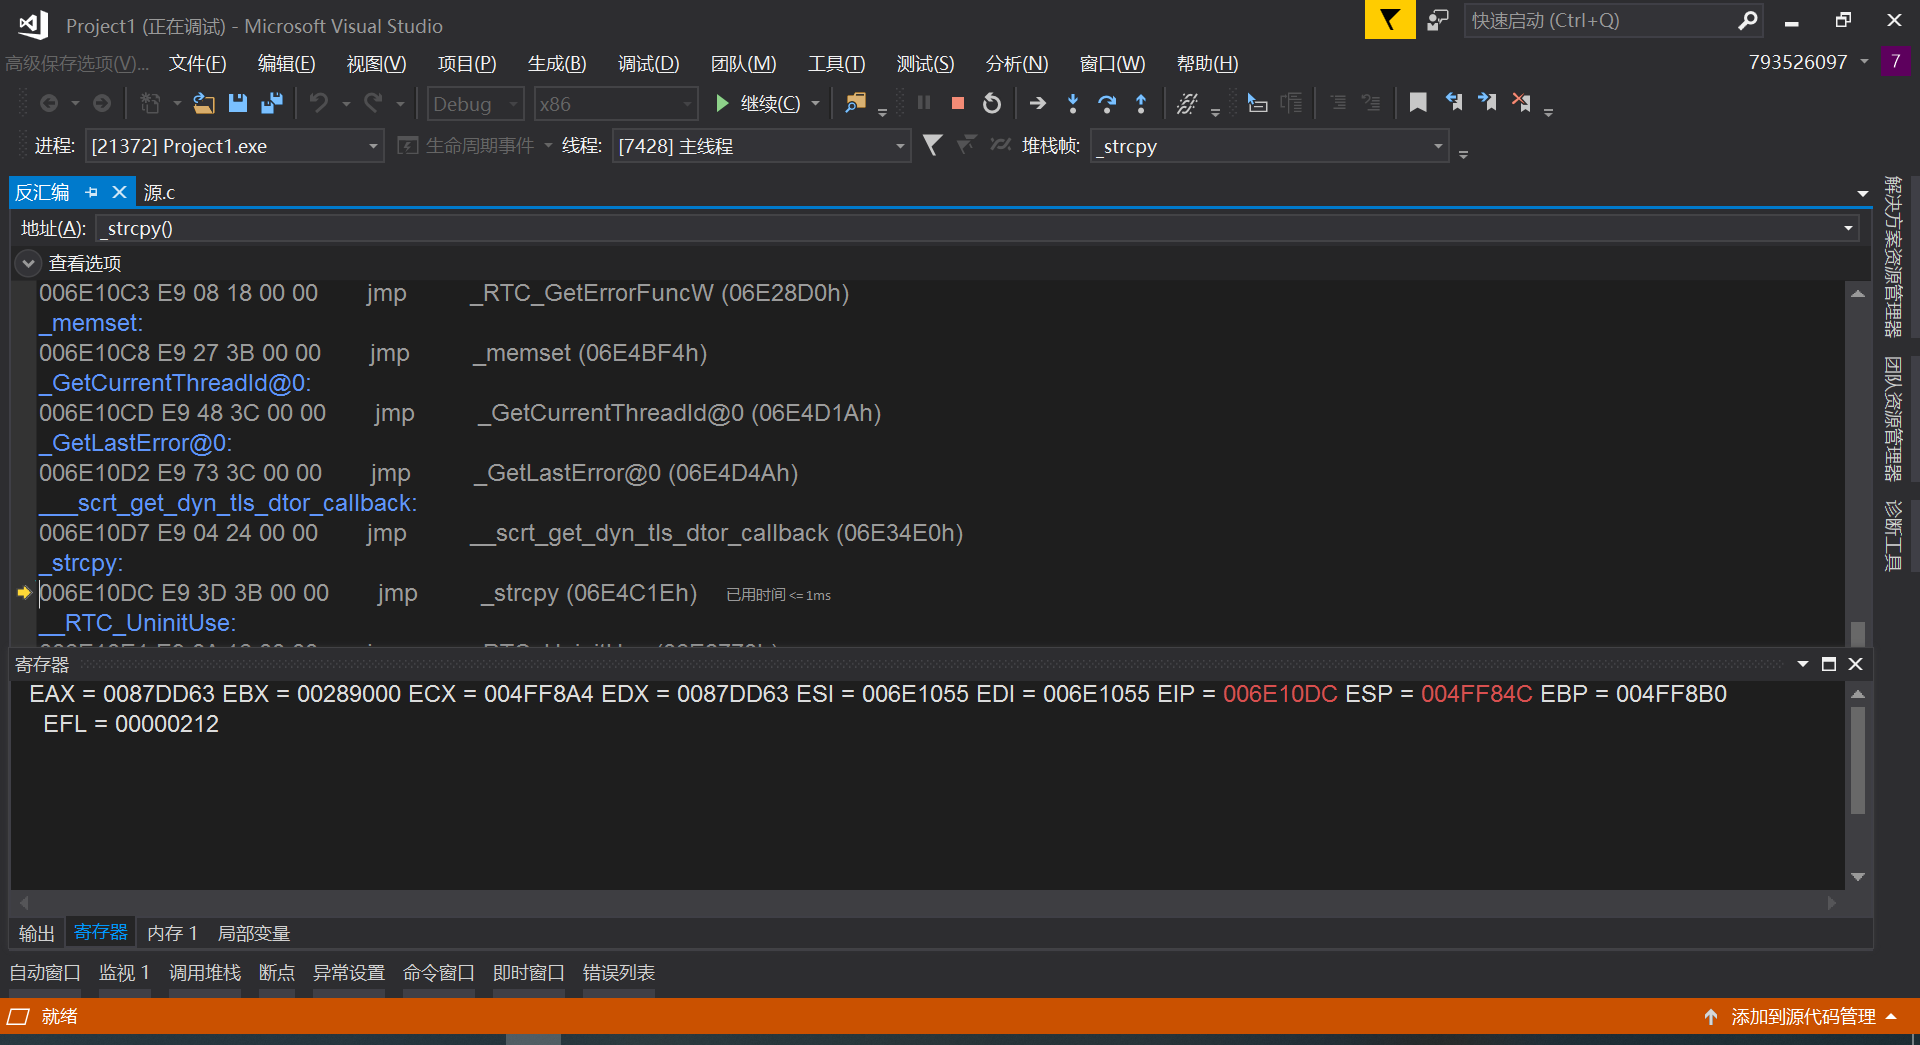 Project1 (正在调试) - Microsoft Visual Studio
快速启动 (Ctrl+Q)
高级保存选项(V)... 文件(F) 编辑(E) 视图(V) 项目(P) 生成(B) 调试(D) 团队(M) 工具(T) 测试(S) 分析(N) 窗口(W) 帮助(H) 793526097 7
Debug x86 继续(C)
进程: [21372] Project1.exe 生命周期事件 线程: [7428] 主线程 堆栈帧: _strcpy
反汇编 源.c
地址(A): _strcpy()
查看选项
006E10C3 E9 08 18 00 00 jmp _RTC_GetErrorFuncW (06E28D0h)
_memset:
006E10C8 E9 27 3B 00 00 jmp _memset (06E4BF4h)
_GetCurrentThreadId@0:
006E10CD E9 48 3C 00 00 jmp _GetCurrentThreadId@0 (06E4D1Ah)
_GetLastError@0:
006E10D2 E9 73 3C 00 00 jmp _GetLastError@0 (06E4D4Ah)
___scrt_get_dyn_tls_dtor_callback:
006E10D7 E9 04 24 00 00 jmp __scrt_get_dyn_tls_dtor_callback (06E34E0h)
_strcpy:
006E10DC E9 3D 3B 00 00 jmp _strcpy (06E4C1Eh) 已用时间 <= 1ms
__RTC_UninitUse:
寄存器
EAX = 0087DD63 EBX = 00289000 ECX = 004FF8A4 EDX = 0087DD63 ESI = 006E1055 EDI = 006E1055 EIP = 006E10DC ESP = 004FF84C EBP = 004FF8B0
EFL = 00000212
输出 寄存器 内存 1 局部变量
自动窗口 监视 1 调用堆栈 断点 异常设置 命令窗口 即时窗口 错误列表
就绪 添加到源代码管理
解决方案资源管理器
团队资源管理器
诊断工具